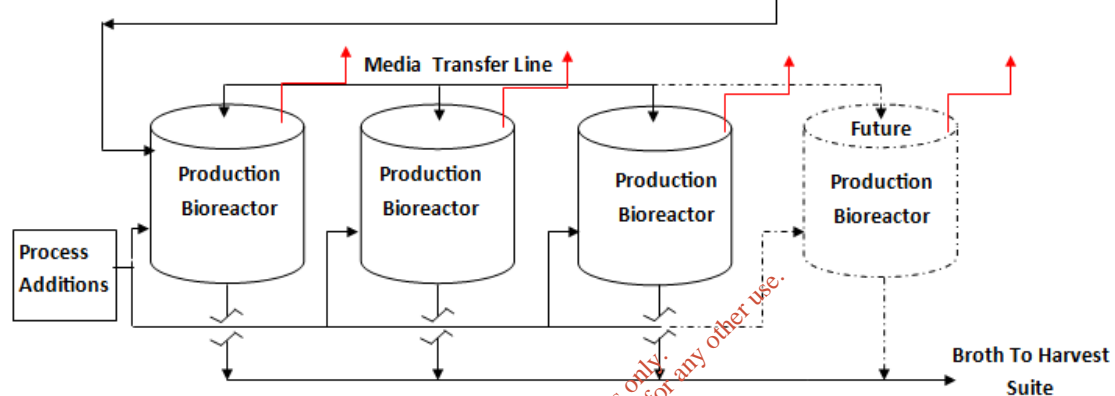 Media Transfer Line
Future
Production
Bioreactor
Production
Bioreactor
Production
Bioreactor
Production
Bioreactor
Process
Additions
only.
for any other use.
Broth To Harvest
Suite